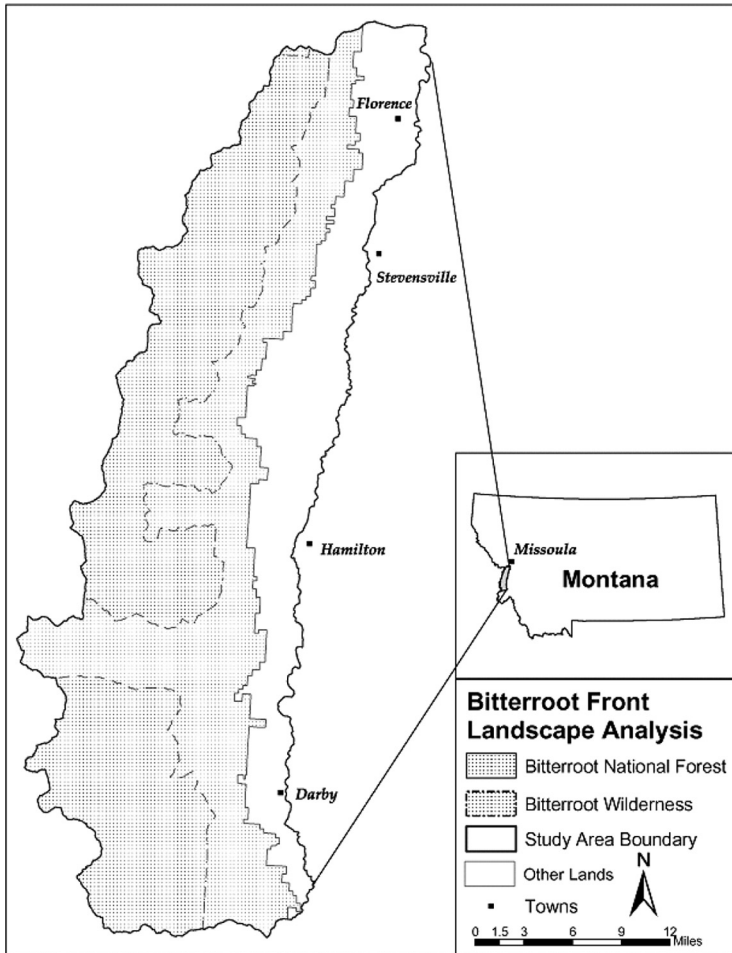 Florence
Stevensville
Hamilton
Darby
Missoula
Montana
Bitterroot Front
Landscape Analysis
Bitterroot National Forest
Bitterroot Wilderness
Study Area Boundary
Other Lands
Towns
N
0 1.5 3 6 9 12
Miles